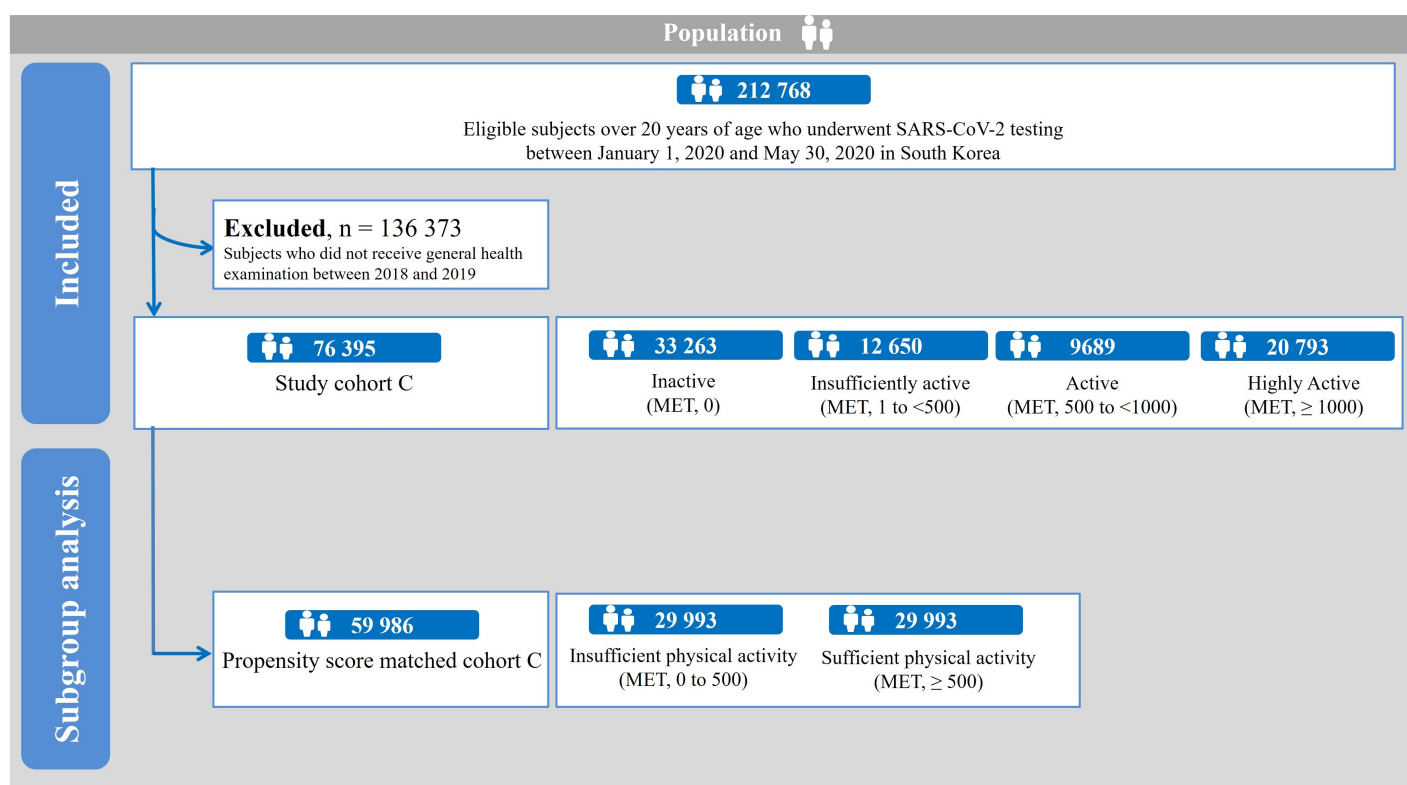 Population
Included
212 768
Eligible subjects over 20 years of age who underwent SARS-CoV-2 testing
between January 1, 2020 and May 30, 2020 in South Korea
Excluded, n = 136 373
Subjects who did not receive general health
examination between 2018 and 2019
76 395
Study cohort C
33 263
Inactive
(MET, 0)
12 650
Insufficiently active
(MET, 1 to <500)
9689
Active
(MET, 500 to <1000)
20 793
Highly Active
(MET, ≥ 1000)
Subgroup analysis
59 986
Propensity score matched cohort C
29 993
Insufficient physical activity
(MET, 0 to 500)
29 993
Sufficient physical activity
(MET, ≥ 500)